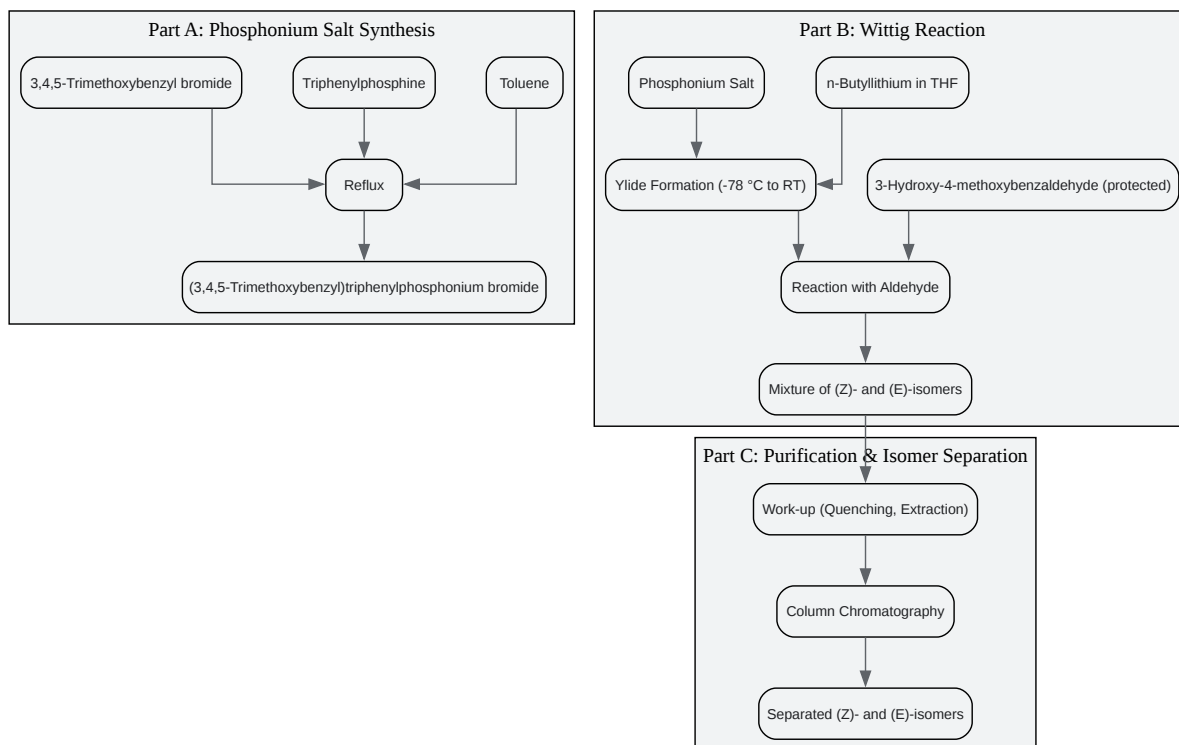 Part A: Phosphonium Salt Synthesis
3,4,5-Trimethoxybenzyl bromide
Triphenylphosphine
Toluene
Reflux
(3,4,5-Trimethoxybenzyl)triphenylphosphonium bromide
Part B: Wittig Reaction
Phosphonium Salt
n-Butyllithium in THF
Ylide Formation (-78 °C to RT)
3-Hydroxy-4-methoxybenzaldehyde (protected)
Reaction with Aldehyde
Mixture of (Z)- and (E)-isomers
Part C: Purification & Isomer Separation
Work-up (Quenching, Extraction)
Column Chromatography
Separated (Z)- and (E)-isomers